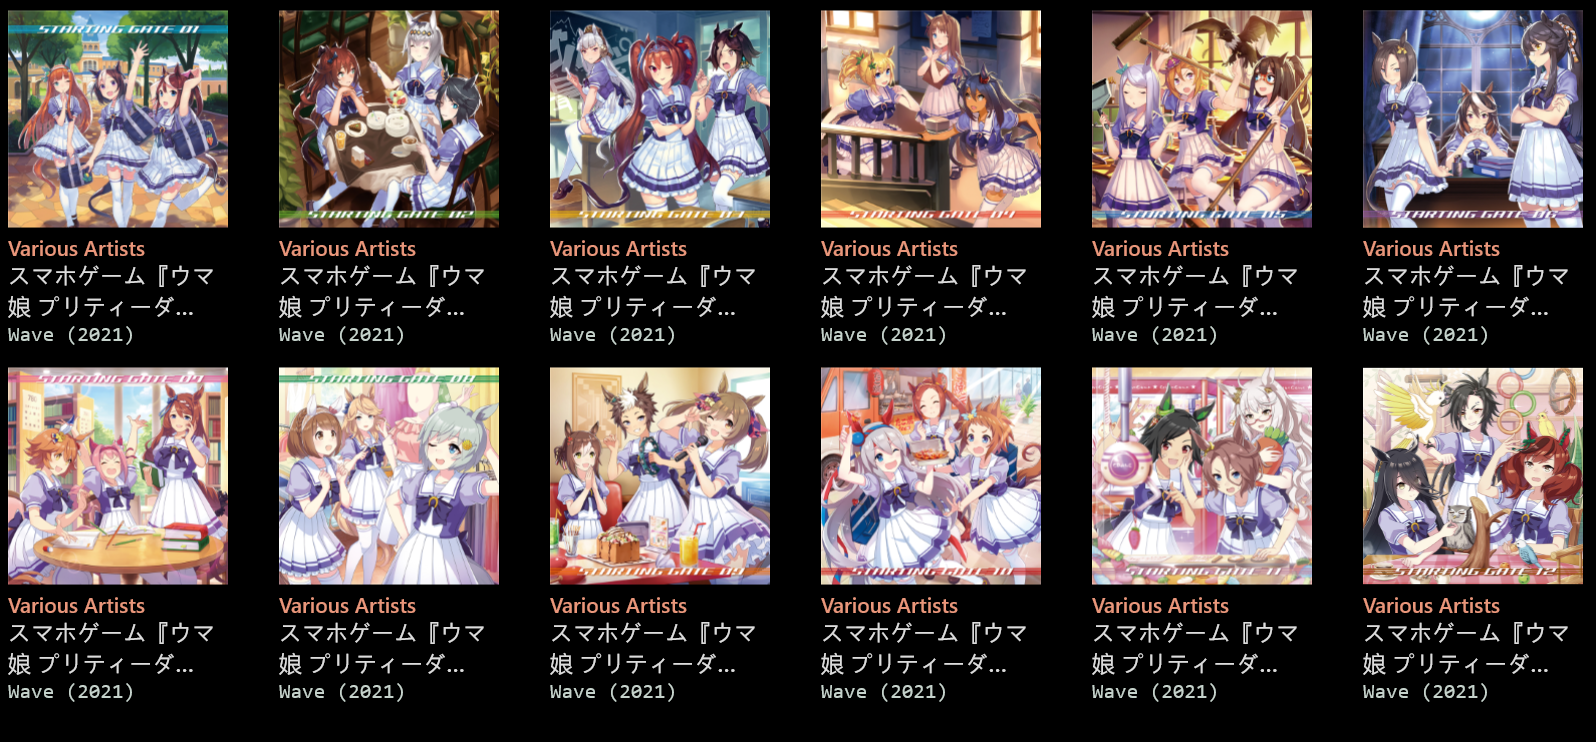 STARTING GATE 01
STARTING GATE 02
STARTING GATE 03
STARTING GATE 04
STARTING GATE 05
STARTING GATE 06
Various Artists
スマホゲーム『ウマ
娘 プリティーダ...
Wave (2021)
Various Artists
スマホゲーム『ウマ
娘 プリティーダ...
Wave (2021)
Various Artists
スマホゲーム『ウマ
娘 プリティーダ...
Wave (2021)
Various Artists
スマホゲーム『ウマ
娘 プリティーダ...
Wave (2021)
Various Artists
スマホゲーム『ウマ
娘 プリティーダ...
Wave (2021)
Various Artists
スマホゲーム『ウマ
娘 プリティーダ...
Wave (2021)
STARTING GATE 07
STARTING GATE 08
STARTING GATE 09
STARTING GATE 10
STARTING GATE 11
STARTING GATE 12
Various Artists
スマホゲーム『ウマ
娘 プリティーダ...
Wave (2021)
Various Artists
スマホゲーム『ウマ
娘 プリティーダ...
Wave (2021)
Various Artists
スマホゲーム『ウマ
娘 プリティーダ...
Wave (2021)
Various Artists
スマホゲーム『ウマ
娘 プリティーダ...
Wave (2021)
Various Artists
スマホゲーム『ウマ
娘 プリティーダ...
Wave (2021)
Various Artists
スマホゲーム『ウマ
娘 プリティーダ...
Wave (2021)